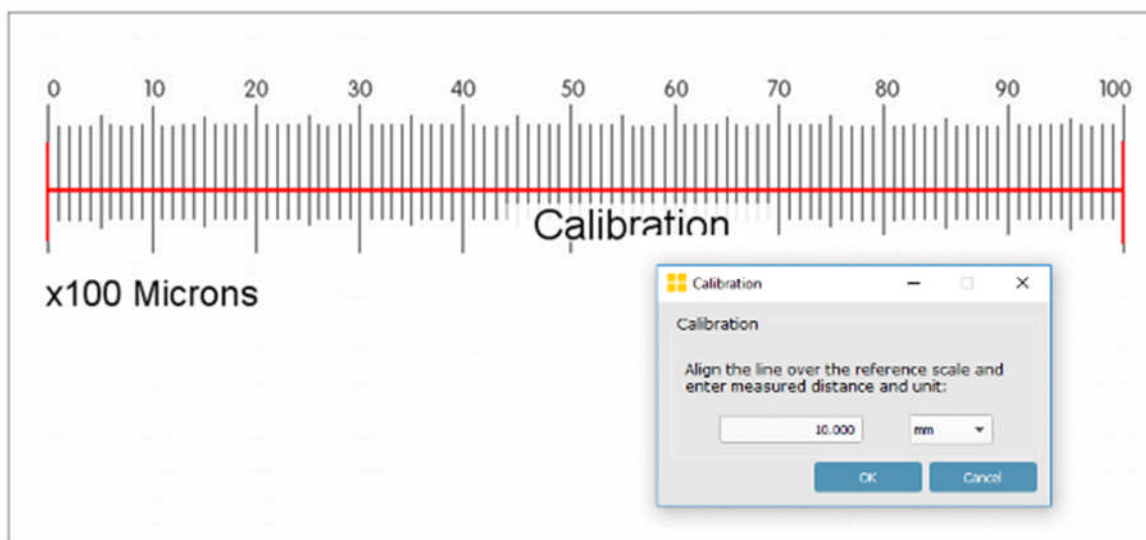 0 10 20 30 40 50 60 70 80 90 100
Calibration
x100 Microns
Calibration
Calibration
Align the line over the reference scale and
enter measured distance and unit:
10.000 mm
OK Cancel